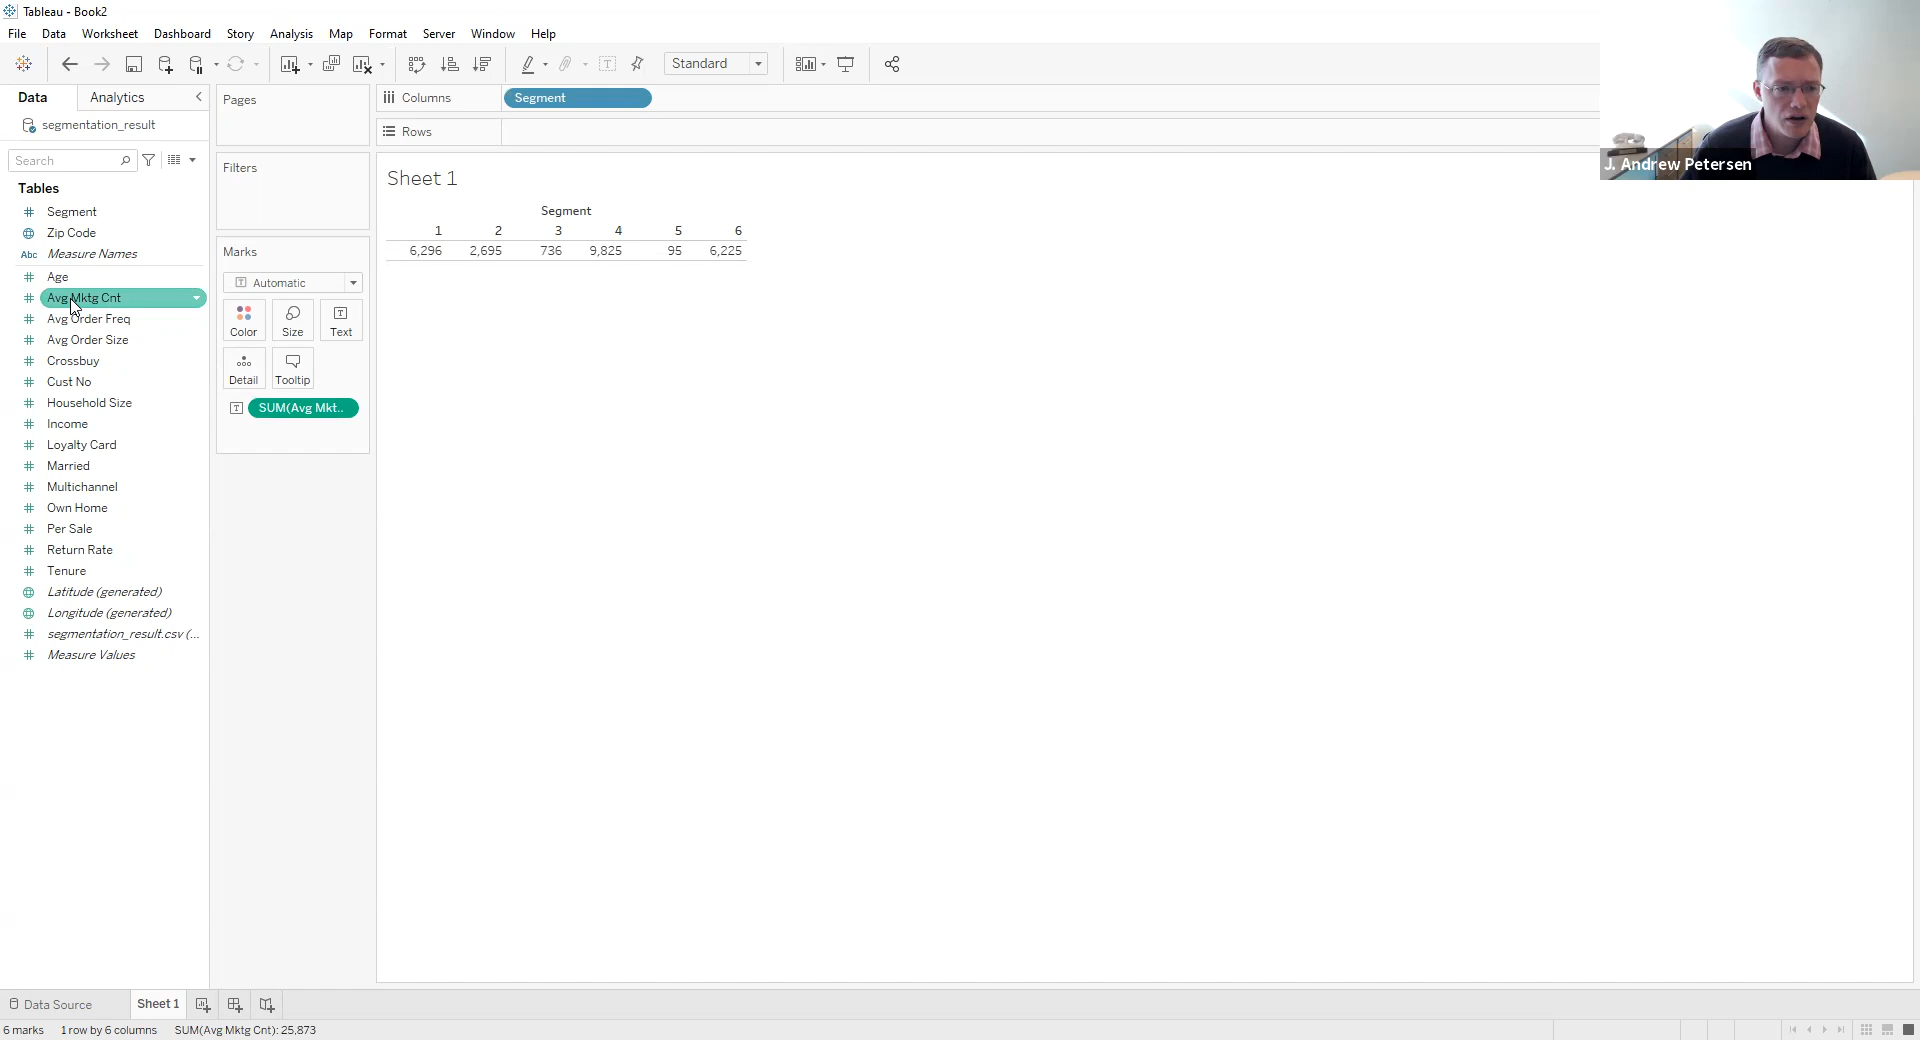 Tableau - Book2
File Data Worksheet Dashboard Story Analysis Map Format Server Window Help
Standard
Data Analytics
segmentation_result
Search
Tables
Segment
Zip Code
Abc Measure Names
Age
Avg Mktg Cnt
Avg Order Freq
Avg Order Size
Crossbuy
Cust No
Household Size
Income
Loyalty Card
Married
Multichannel
Own Home
Per Sale
Return Rate
Tenure
Latitude (generated)
Longitude (generated)
segmentation_result.csv (...
Measure Values
Pages
Filters
Marks
T Automatic
Color Size T Text
Detail Tooltip
T SUM(Avg Mkt..
Columns Segment
Rows
Sheet 1
Segment
1 2 3 4 5 6
6,296 2,695 736 9,825 95 6,225
J. Andrew Petersen
Data Source Sheet 1
6 marks 1 row by 6 columns SUM(Avg Mktg Cnt): 25,873